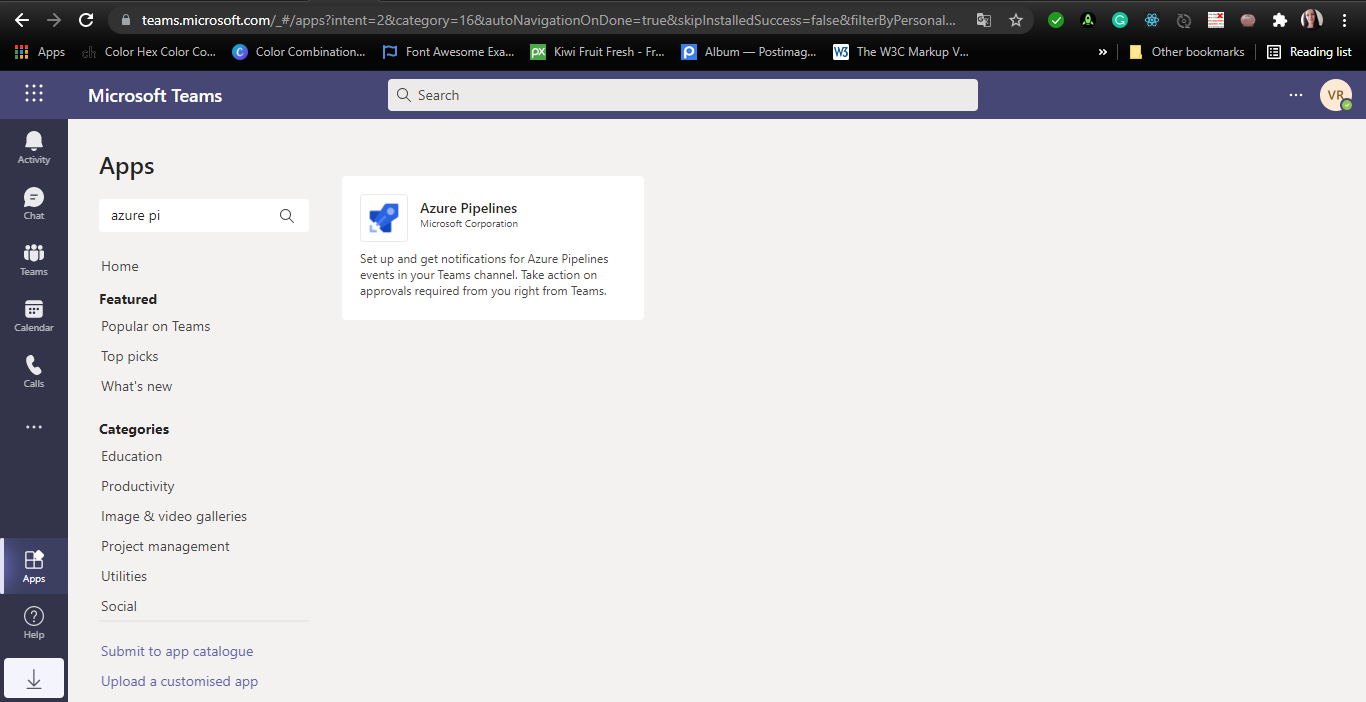 teams.microsoft.com/_#/apps?intent=2&category=16&autoNavigationOnDone=true&skipInstalledSuccess=false&filterByPersonal...
Apps
clh
Color Hex Color Co...
C
Color Combination...
Font Awesome Exa...
px
Kiwi Fruit Fresh - Fr...
P
Album — Postimag...
W3
The W3C Markup V...
»
Other bookmarks
Reading list
Microsoft Teams
Search
VR
Activity
Chat
Teams
Calendar
Calls
Apps
Help
Apps
azure pi
Home
Featured
Popular on Teams
Top picks
What's new
Categories
Education
Productivity
Image & video galleries
Project management
Utilities
Social
Submit to app catalogue
Upload a customised app
Azure Pipelines
Microsoft Corporation
Set up and get notifications for Azure Pipelines
events in your Teams channel. Take action on
approvals required from you right from Teams.